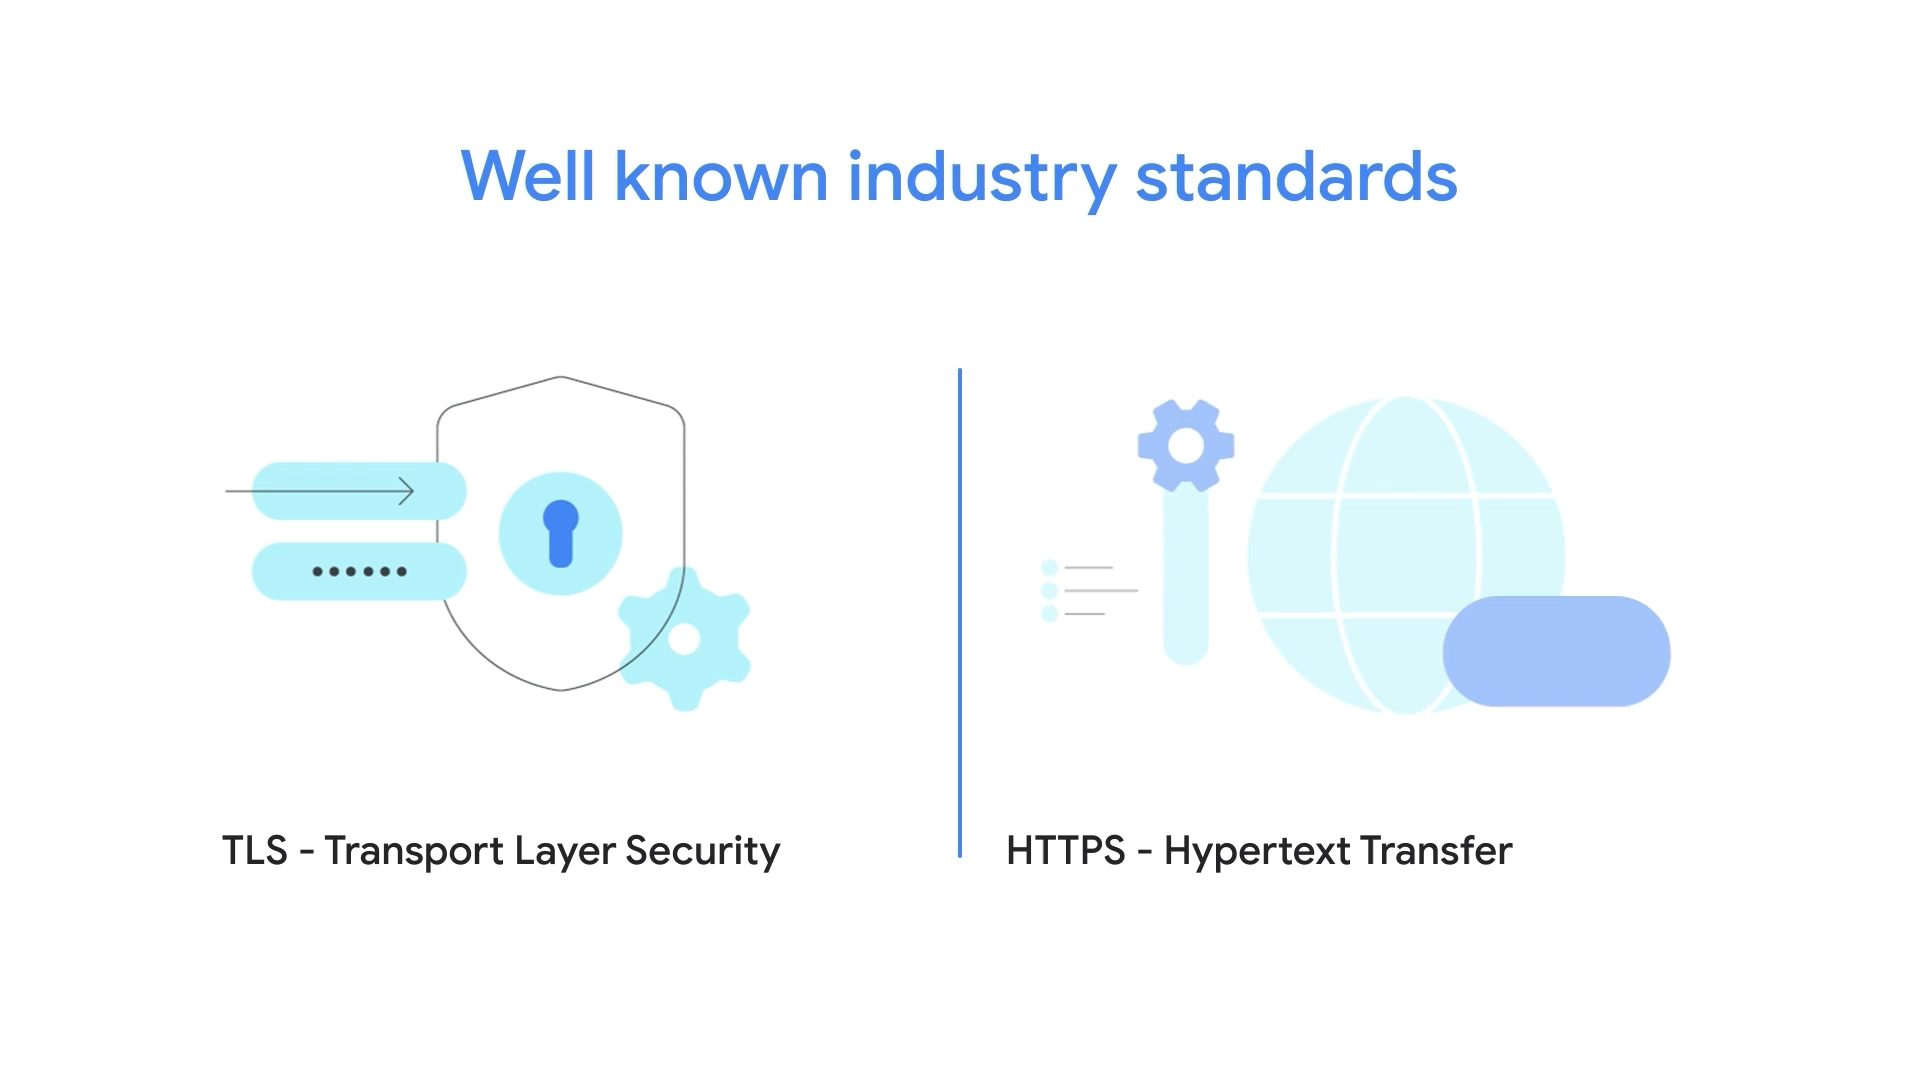 Well known industry standards
TLS - Transport Layer Security
HTTPS - Hypertext Transfer